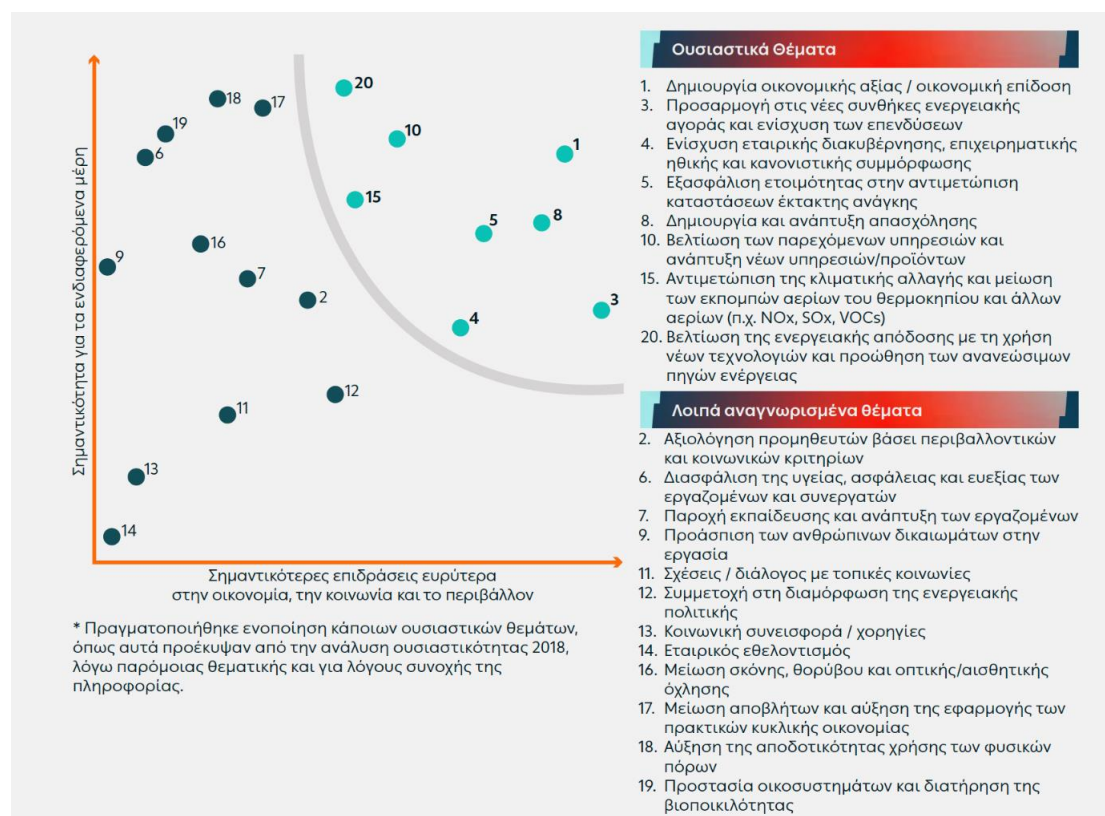 Σημαντικότητα για τα ενδιαφερόμενα μέρη
20
18
17
10
19
1
6
15
5
8
16
9
7
2
3
4
12
11
13
14
Σημαντικότερες επιδράσεις ευρύτερα
στην οικονομία, την κοινωνία και το περιβάλλον
* Πραγματοποιήθηκε ενοποίηση κάποιων ουσιαστικών θεμάτων,
όπως αυτά προέκυψαν από την ανάλυση ουσιαστικότητας 2018,
λόγω παρόμοιας θεματικής και για λόγους συνοχής της
πληροφορίας.
Ουσιαστικά Θέματα
1. Δημιουργία οικονομικής αξίας / οικονομική επίδοση
3. Προσαρμογή στις νέες συνθήκες ενεργειακής
αγοράς και ενίσχυση των επενδύσεων
4. Ενίσχυση εταιρικής διακυβέρνησης, επιχειρηματικής
ηθικής και κανονιστικής συμμόρφωσης
5. Εξασφάλιση ετοιμότητας στην αντιμετώπιση
καταστάσεων έκτακτης ανάγκης
8. Δημιουργία και ανάπτυξη απασχόλησης
10. Βελτίωση των παρεχόμενων υπηρεσιών και
ανάπτυξη νέων υπηρεσιών/προϊόντων
15. Αντιμετώπιση της κλιματικής αλλαγής και μείωση
των εκπομπών αερίων του θερμοκηπίου και άλλων
αερίων (π.χ. NOx, SOx, VOCs)
20. Βελτίωση της ενεργειακής απόδοσης με τη χρήση
νέων τεχνολογιών και προώθηση των ανανεώσιμων
πηγών ενέργειας
Λοιπά αναγνωρισμένα θέματα
2. Αξιολόγηση προμηθευτών βάσει περιβαλλοντικών
και κοινωνικών κριτηρίων
6. Διασφάλιση της υγείας, ασφάλειας και ευεξίας των
εργαζομένων και συνεργατών
7. Παροχή εκπαίδευσης και ανάπτυξη των εργαζομένων
9. Προάσπιση των ανθρώπινων δικαιωμάτων στην
εργασία
11. Σχέσεις / διάλογος με τοπικές κοινωνίες
12. Συμμετοχή στη διαμόρφωση της ενεργειακής
πολιτικής
13. Κοινωνική συνεισφορά / χορηγίες
14. Εταιρικός εθελοντισμός
16. Μείωση σκόνης, θορύβου και οπτικής/αισθητικής
όχλησης
17. Μείωση αποβλήτων και αύξηση της εφαρμογής των
πρακτικών κυκλικής οικονομίας
18. Αύξηση της αποδοτικότητας χρήσης των φυσικών
πόρων
19. Προστασία οικοσυστημάτων και διατήρηση της
βιοποικιλότητας